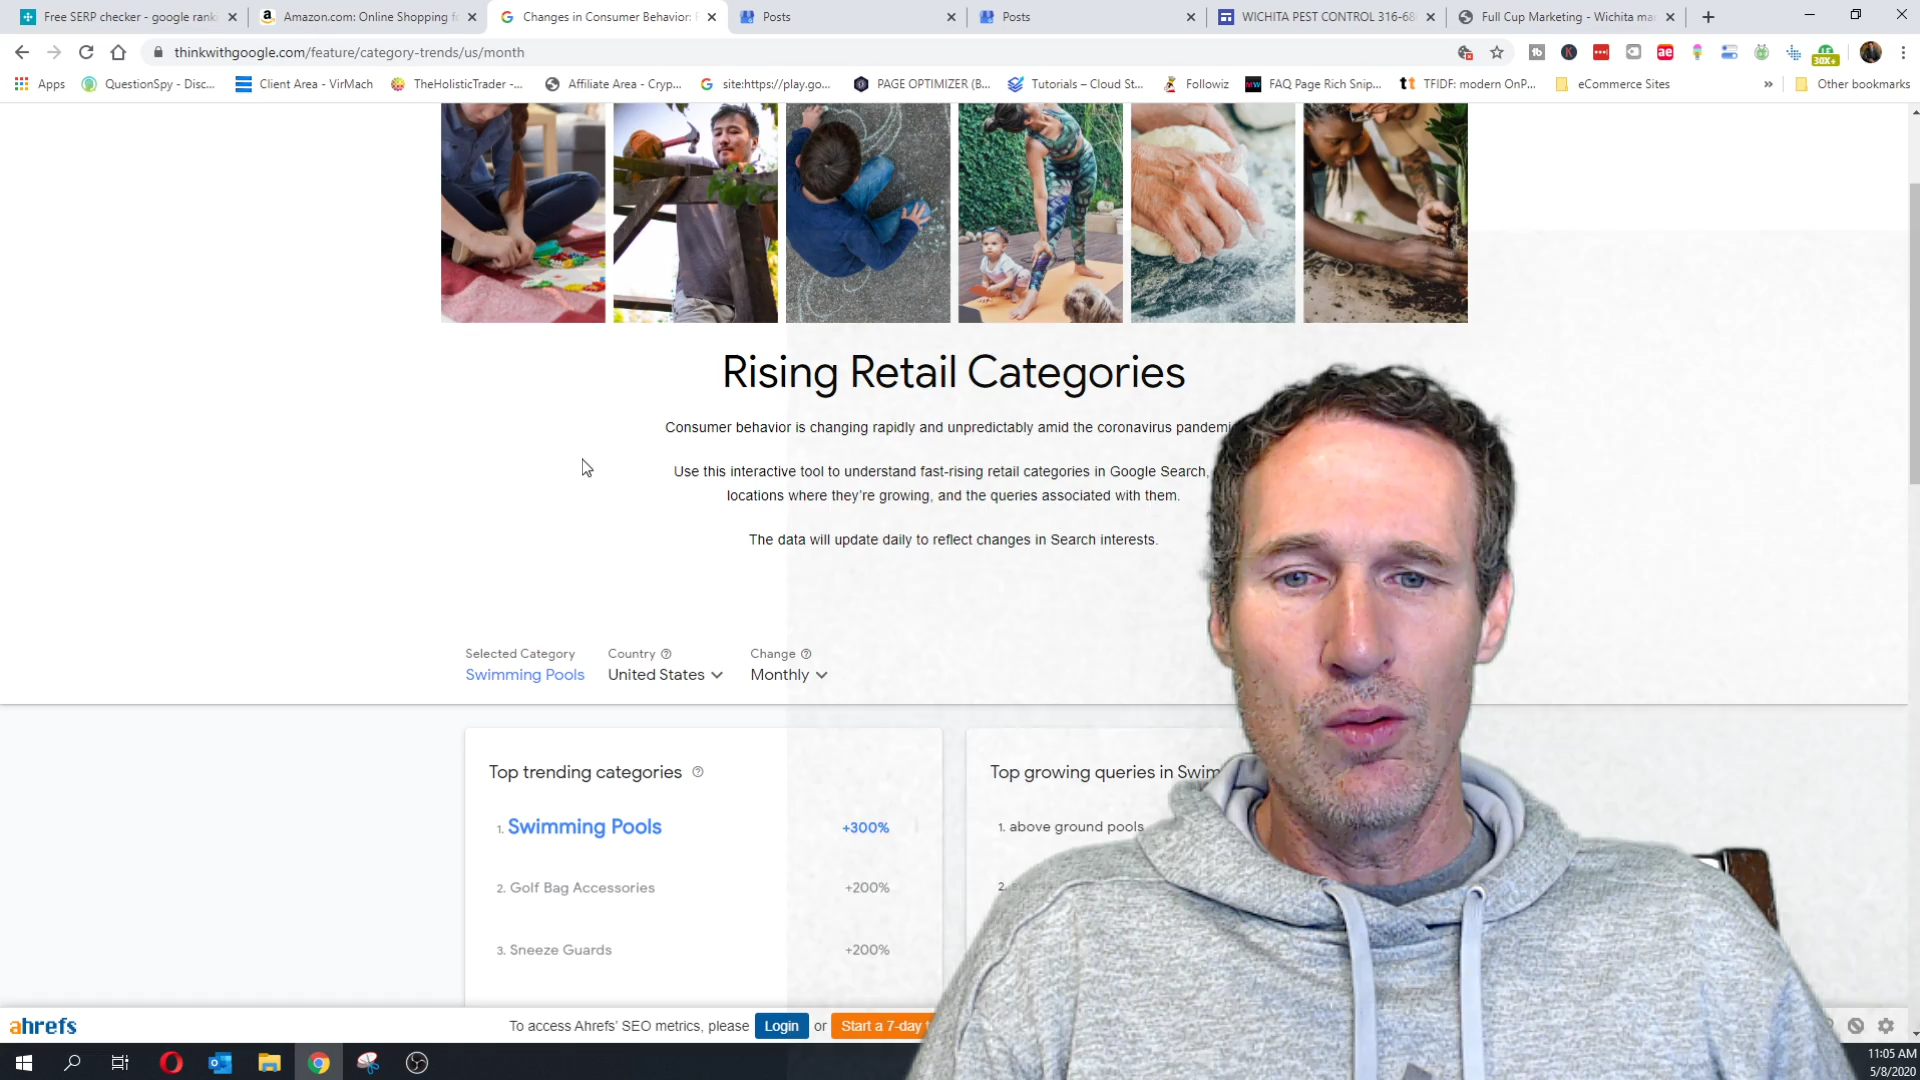 Free SERP checker - google rank
Amazon.com: Online Shopping f
Changes in Consumer Behavior:
Posts
Posts
WICHITA PEST CONTROL 316-68
Full Cup Marketing - Wichita ma
thinkwithgoogle.com/feature/category-trends/us/month
30X+
Apps
QuestionSpy - Disc...
Client Area - VirMach
TheHolisticTrader -...
Affiliate Area - Cryp...
site:https://play.go...
PAGE OPTIMIZER (B...
Tutorials – Cloud St...
Followiz
FAQ Page Rich Snip...
TFIDF: modern OnP...
eCommerce Sites
Other bookmarks
Rising Retail Categories
Consumer behavior is changing rapidly and unpredictably amid the coronavirus pandemi
Use this interactive tool to understand fast-rising retail categories in Google Search,
locations where they're growing, and the queries associated with them.
The data will update daily to reflect changes in Search interests.
Selected Category
Swimming Pools
Country
United States
Change
Monthly
Top trending categories
1. Swimming Pools +300%
2. Golf Bag Accessories +200%
3. Sneeze Guards +200%
Top growing queries in Swim
1. above ground pools
2.
ahrefs
To access Ahrefs' SEO metrics, please Login or Start a 7-day t
11:05 AM
5/8/2020